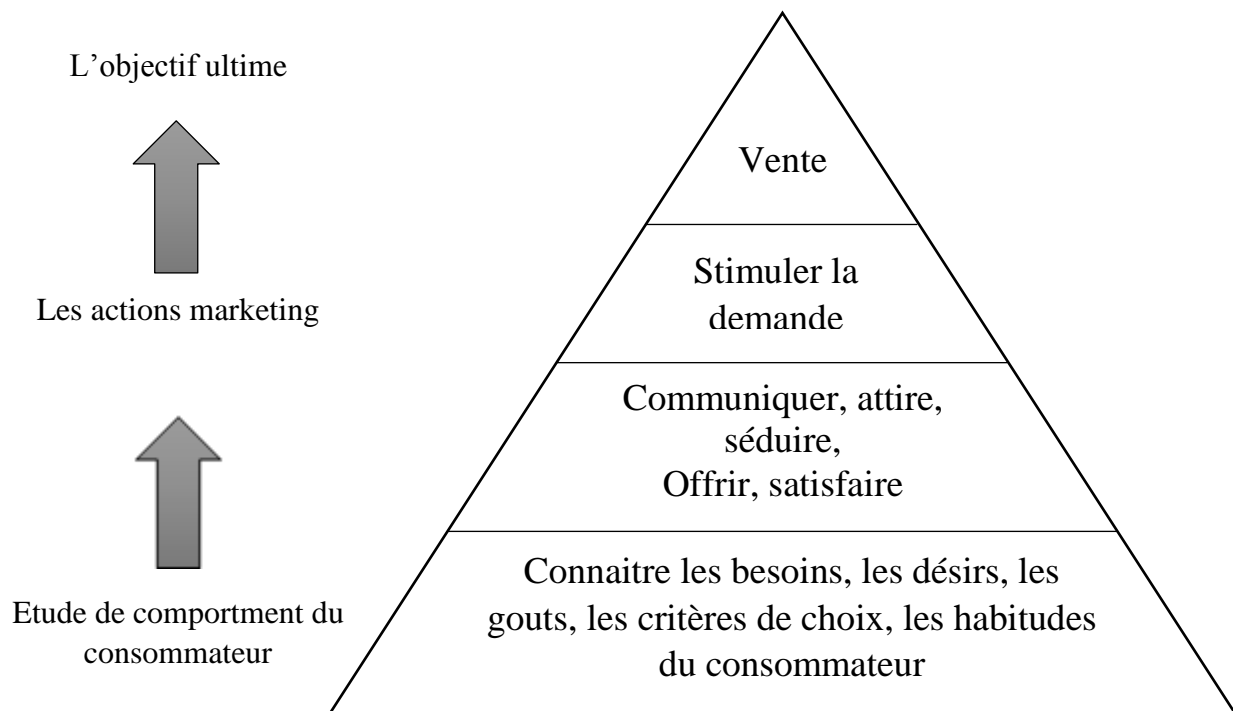 L’objectif ultime
Vente
Stimuler la
demande
Les actions marketing
Communiquer, attire,
séduire,
Offrir, satisfaire
Connaitre les besoins, les désirs, les
gouts, les critères de choix, les habitudes
du consommateur
Etude de comportment du
consommateur